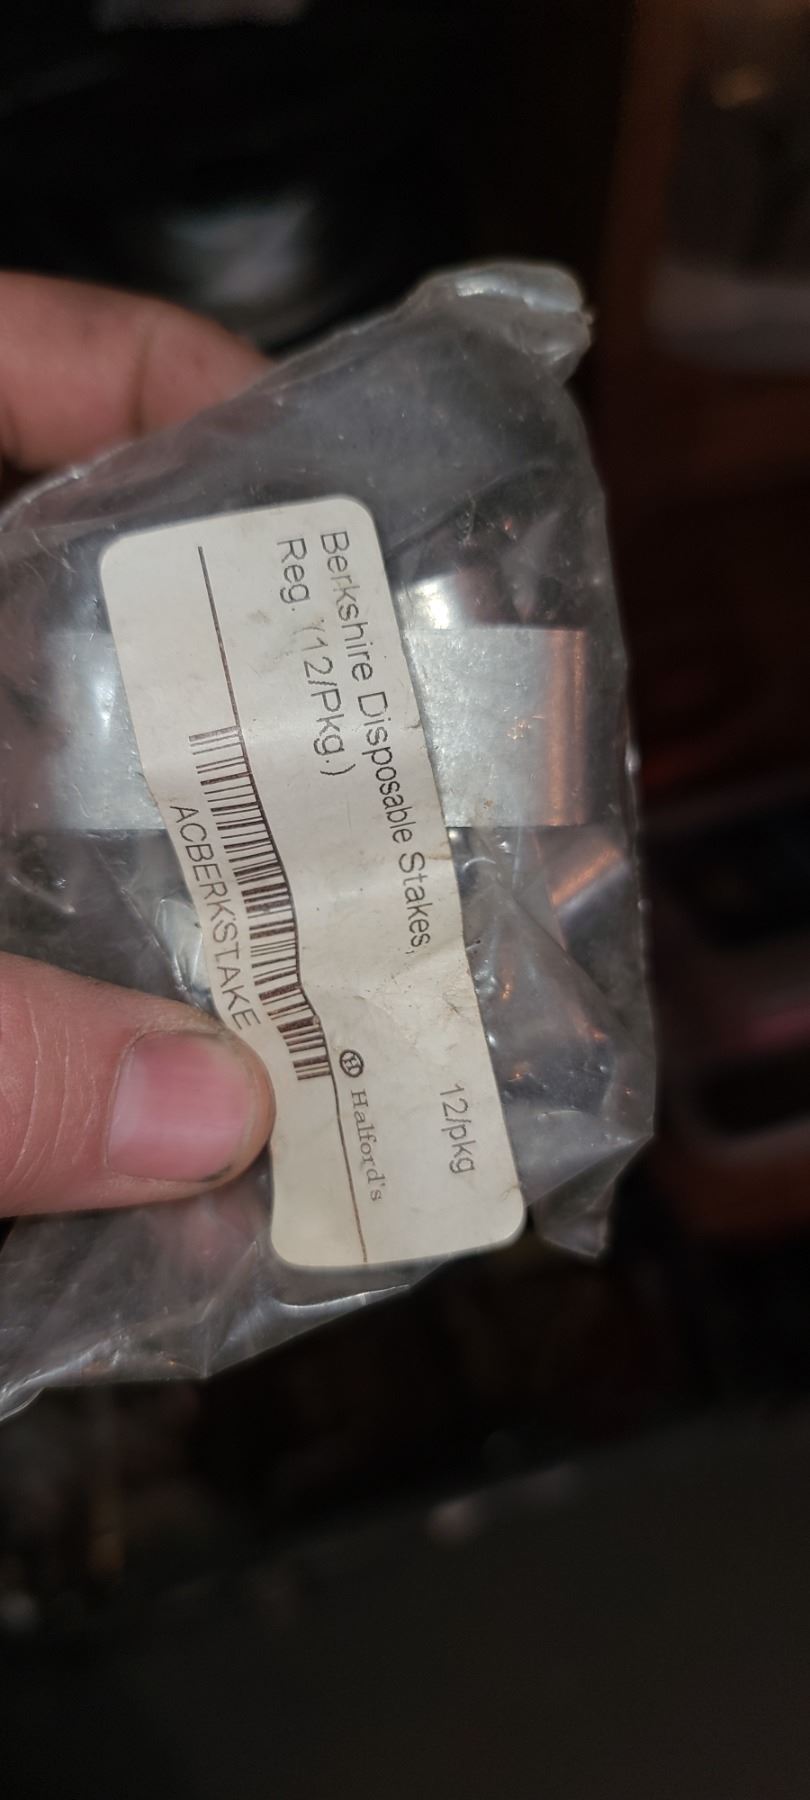 12/pkg
Berkshire Disposable Stakes,
Reg. (12/Pkg.)
H Halford's
ACBERKSTAKE